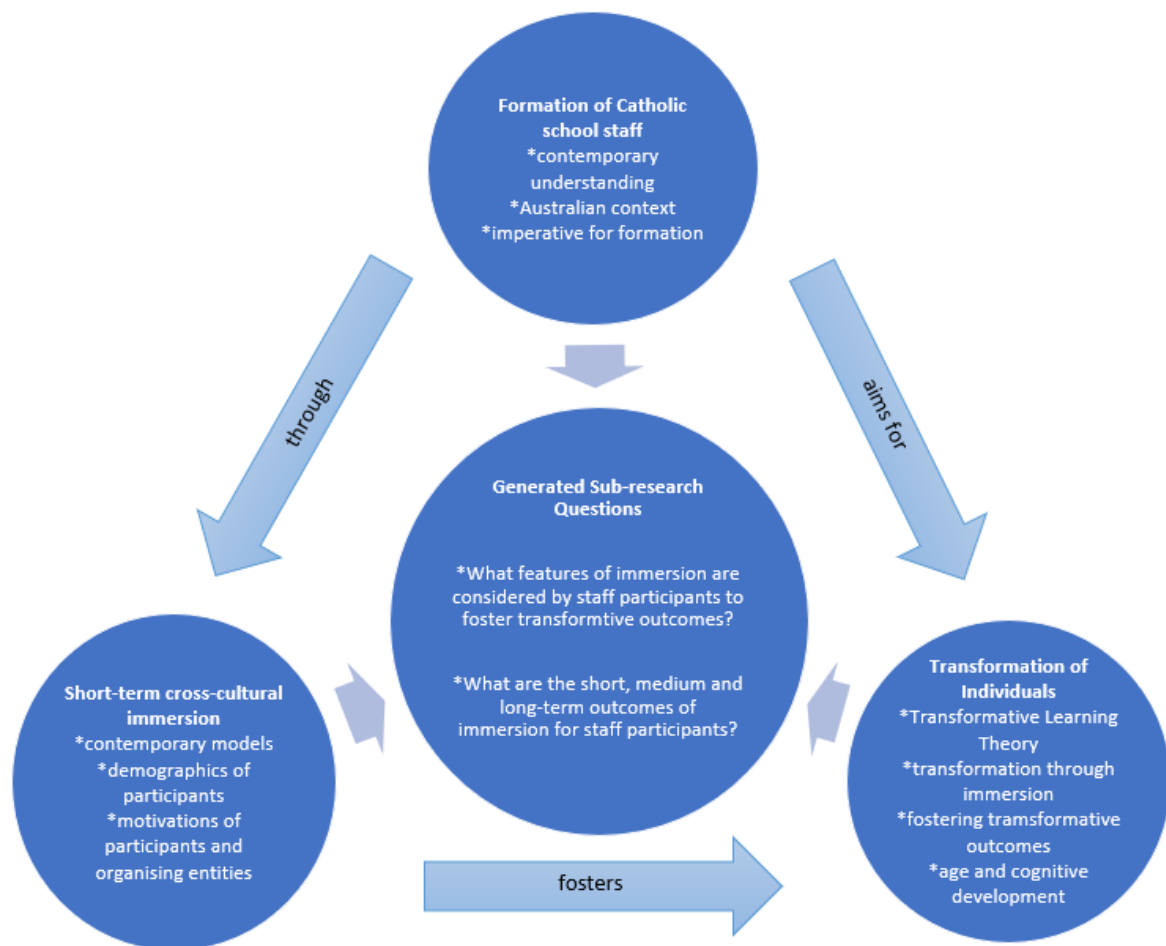 Formation of Catholic
school staff
*contemporary
understanding
*Australian context
*imperative for formation
through
aims for
Generated Sub-research
Questions
*What features of immersion are
considered by staff participants to
foster transformtive outcomes?
*What are the short, medium and
long-term outcomes of
immersion for staff participants?
Short-term cross-cultural
immersion
*contemporary models
*demographics of
participants
*motivations of
participants and
organising entities
Transformation of
Individuals
*Transformative Learning
Theory
*transformation through
immersion
*fostering tramsformative
outcomes
*age and cognitive
development
fosters